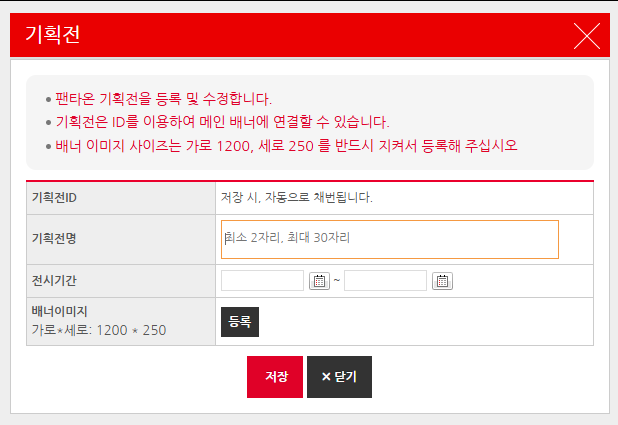 기획전
팬타온 기획전을 등록 및 수정합니다.
기획전은 ID를 이용하여 메인 배너에 연결할 수 있습니다.
배너 이미지 사이즈는 가로 1200, 세로 250 를 반드시 지켜서 등록해 주십시오
기획전ID 저장 시, 자동으로 채번됩니다.
기획전명 최소 2자리, 최대 30자리
전시기간 ~
배너이미지
가로*세로: 1200 * 250
등록
저장 × 닫기